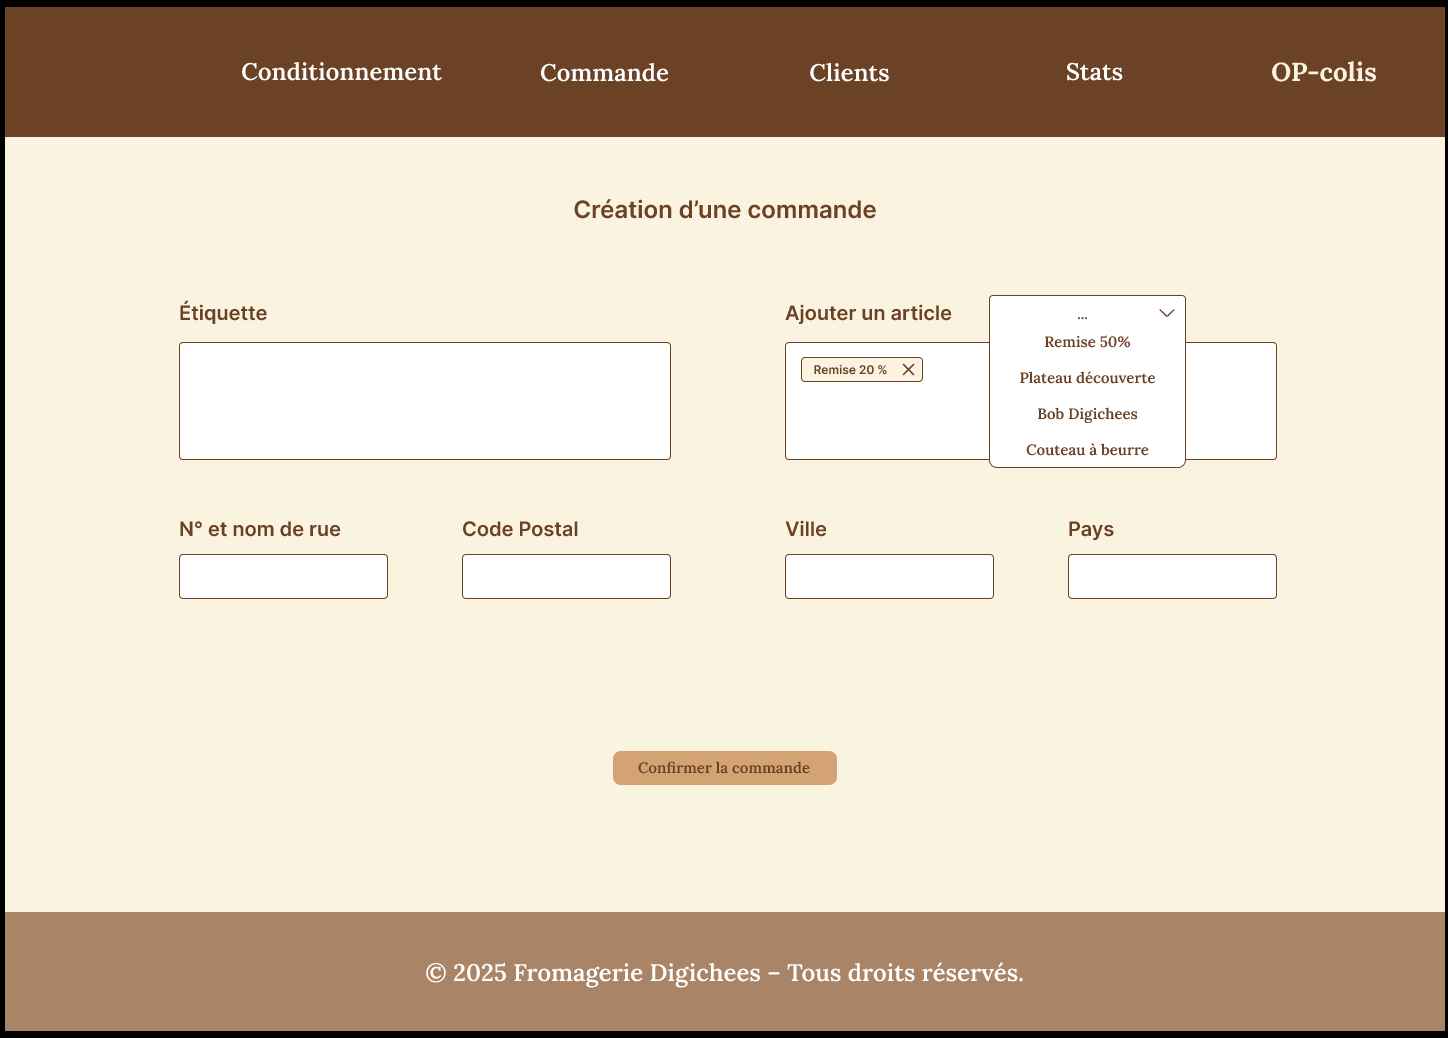 Conditionnement
Commande
Clients
Stats
OP-colis
Création d’une commande
Étiquette
Ajouter un article
...
Remise 20 %
Remise 50%
Plateau découverte
Bob Digichees
Couteau à beurre
N° et nom de rue
Code Postal
Ville
Pays
Confirmer la commande
© 2025 Fromagerie Digichees – Tous droits réservés.